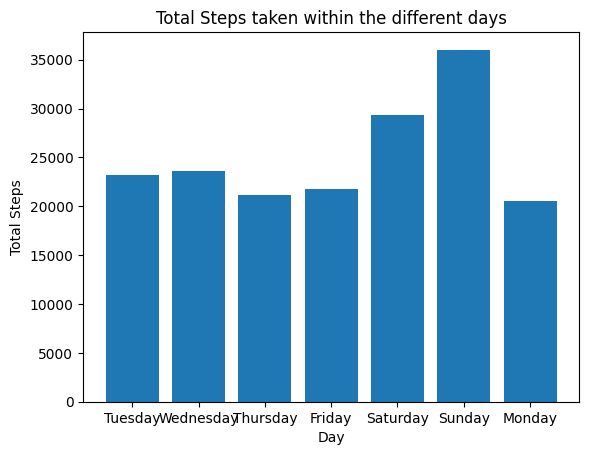 Total Steps taken within the different days
Total Steps
35000
30000
25000
20000
15000
10000
5000
0
Tuesday Wednesday Thursday Friday Saturday Sunday Monday
Day